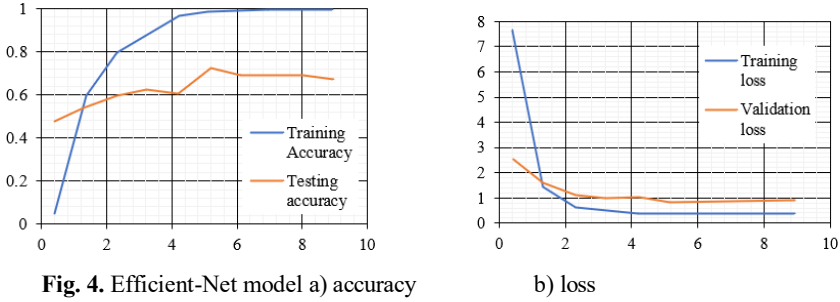 1
0.8
0.6
0.4
0.2
0
0 2 4 6 8 10
Training
Accuracy
Testing
accuracy
8
7
6
5
4
3
2
1
0
0 2 4 6 8 10
Training
loss
Validation
loss
Fig. 4. Efficient-Net model a) accuracy b) loss